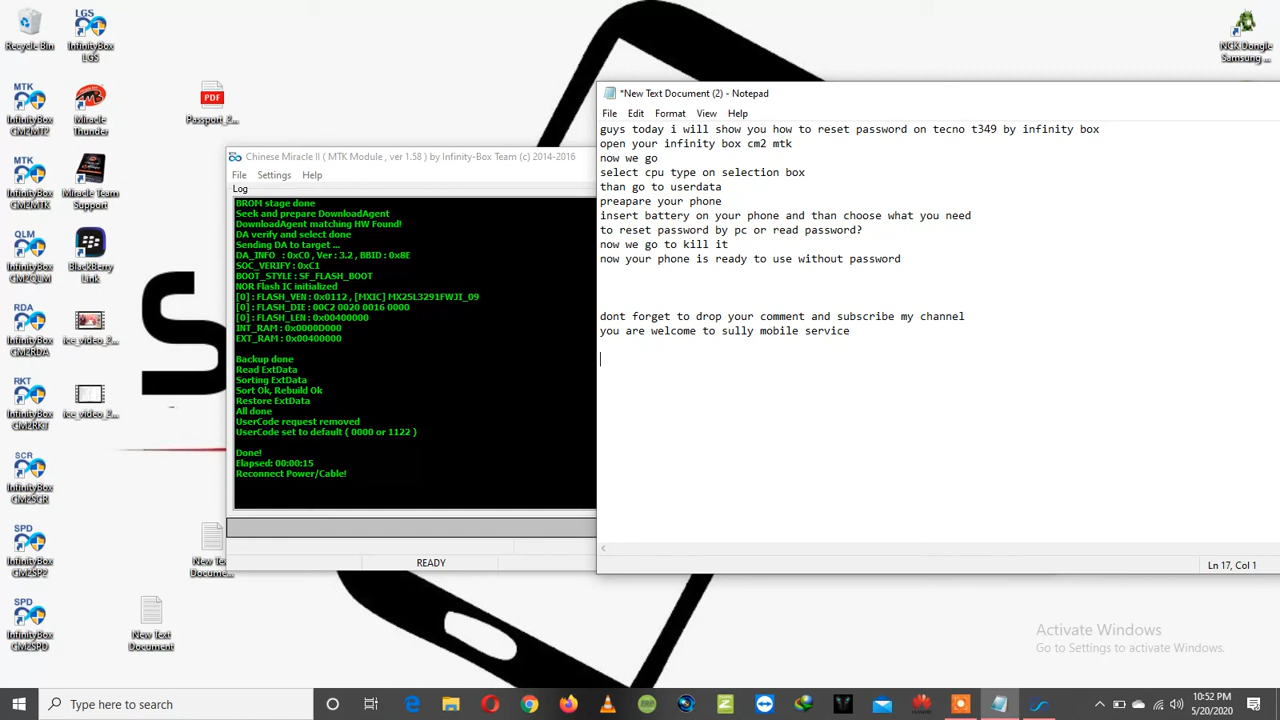 Recycle Bin
LGS
InfinityBox
LGS
NCK Dongle
Samsung ...
MTK
InfinityBox
CM2MT2
Miracle
Thunder
PDF
Passport_2...
MTK
InfinityBox
CM2MTK
Miracle Team
Support
QLM
InfinityBox
CM2QLM
BlackBerry
Link
RDA
InfinityBox
CM2RDA
ice_video_2...
RKT
InfinityBox
CM2RKT
ice_video_2...
SCR
InfinityBox
CM2SCR
SPD
InfinityBox
CM2SP2
New Tex
Docume...
SPD
InfinityBox
CM2SPD
New Text
Document
S
Chinese Miracle II ( MTK Module , ver 1.58 ) by Infinity-Box Team (c) 2014-2016
File Settings Help
Log
BROM stage done
Seek and prepare DownloadAgent
DownloadAgent matching HW Found!
DA verify and select done
Sending DA to target ...
DA_INFO : 0xC0 , Ver : 3.2 , BBID : 0x8E
SOC_VERIFY : 0xC1
BOOT_STYLE : SF_FLASH_BOOT
NOR Flash IC initialized
[0] : FLASH_VEN : 0x0112 , [MXIC] MX25L3291FWJI_09
[0] : FLASH_DIE : 00C2 0020 0016 0000
[0] : FLASH_LEN : 0x00400000
INT_RAM : 0x0000D000
EXT_RAM : 0x00400000
Backup done
Read ExtData
Sorting ExtData
Sort Ok, Rebuild Ok
Restore ExtData
All done
UserCode request removed
UserCode set to default ( 0000 or 1122 )
Done!
Elapsed: 00:00:15
Reconnect Power/Cable!
READY
*New Text Document (2) - Notepad
File Edit Format View Help
guys today i will show you how to reset password on tecno t349 by infinity box
open your infinity box cm2 mtk
now we go
select cpu type on selection box
than go to userdata
preapare your phone
insert battery on your phone and than choose what you need
to reset password by pc or read password?
now we go to kill it
now your phone is ready to use without password
dont forget to drop your comment and subscribe my channel
you are welcome to sully mobile service
Ln 17, Col 1
Activate Windows
Go to Settings to activate Windows.
Type here to search
10:52 PM
5/20/2020